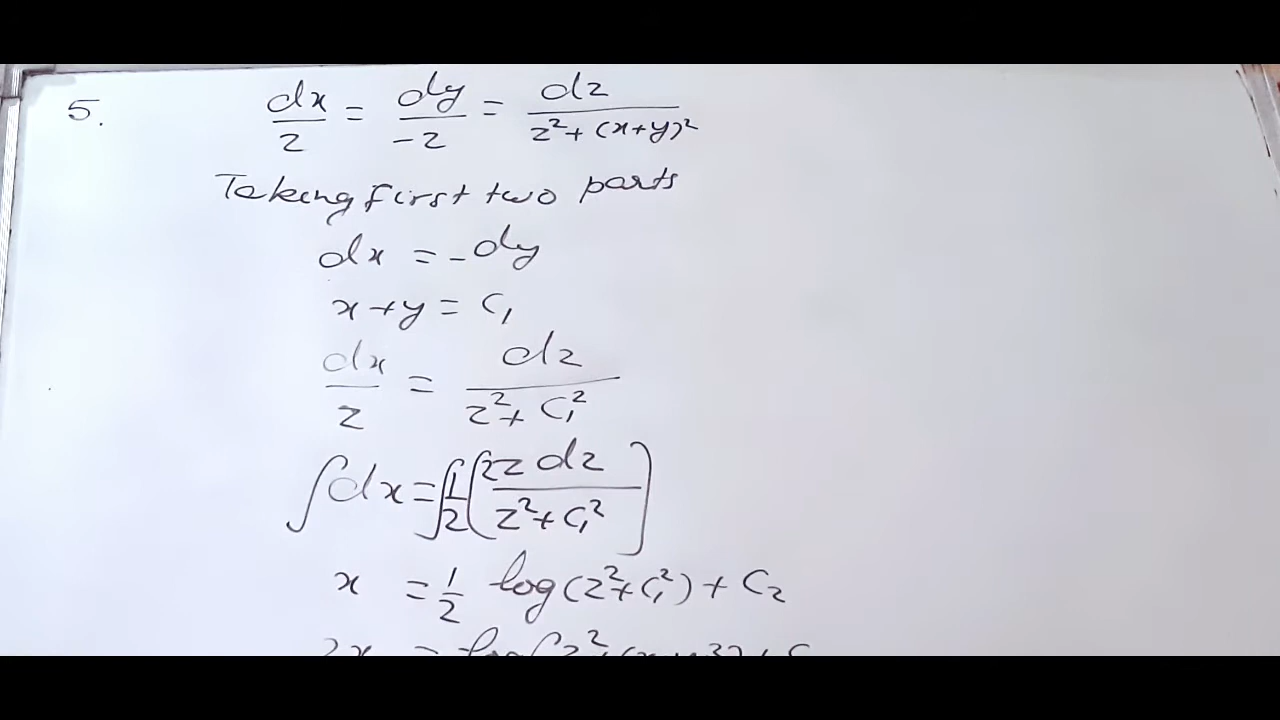 5. dx/z = dy/-z = dz/z²+(x+y)²
Taking first two parts
dx = -dy
x+y = c₁
dx/z = dz/z²+c₁²
∫dx = ∫1/2 [2z dz/z²+c₁²]
x = 1/2 log(z²+c₁²)+c₂
2x =